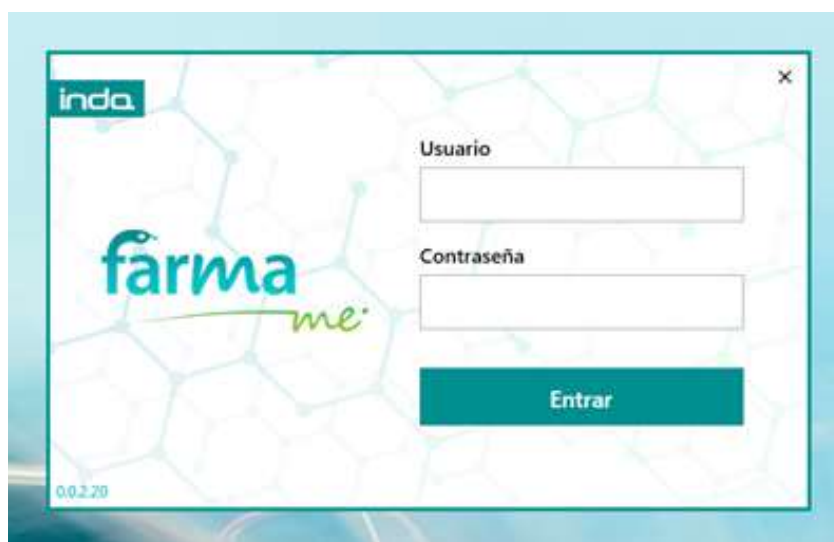 inda
×
Usuario
farma
me
Contraseña
Entrar
0.0.2.20